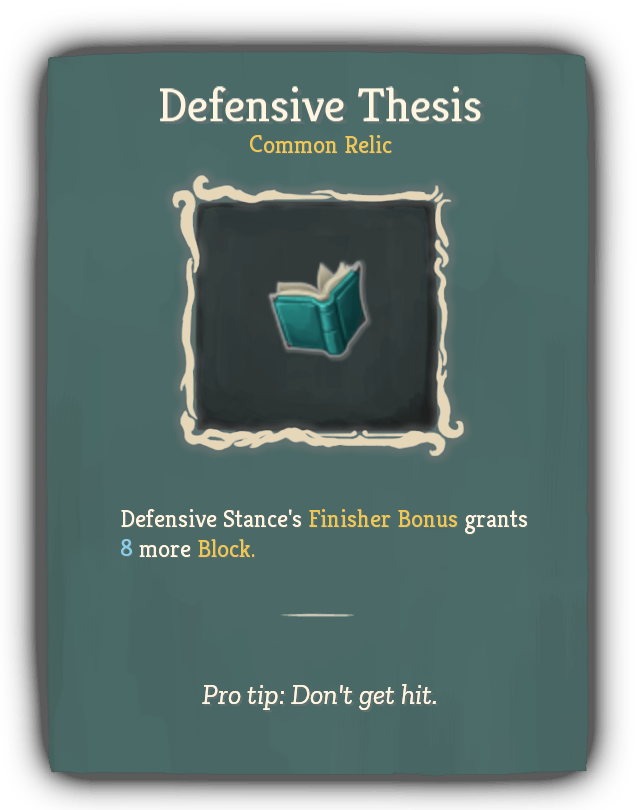 Defensive Thesis
Common Relic
Defensive Stance's Finisher Bonus grants
8 more Block.
Pro tip: Don't get hit.